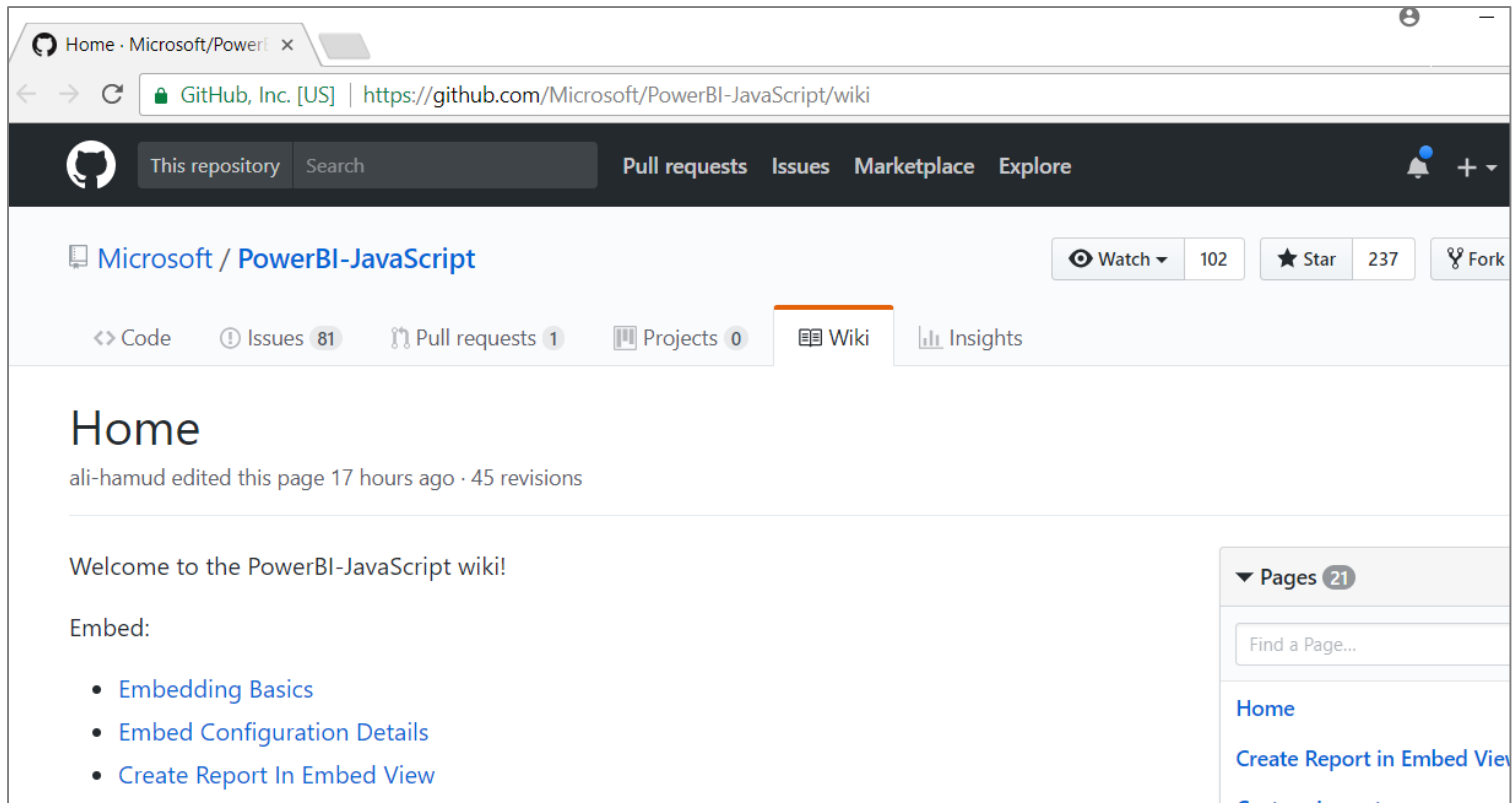 Home · Microsoft/Power
GitHub, Inc. [US] | https://github.com/Microsoft/PowerBI-JavaScript/wiki
This repository Search Pull requests Issues Marketplace Explore
Microsoft / PowerBI-JavaScript Watch 102 Star 237 Fork
Code Issues 81 Pull requests 1 Projects 0 Wiki Insights
Home
ali-hamud edited this page 17 hours ago · 45 revisions
Welcome to the PowerBI-JavaScript wiki!
Embed:
• Embedding Basics
• Embed Configuration Details
• Create Report In Embed View
Pages 21
Find a Page...
Home
Create Report in Embed View